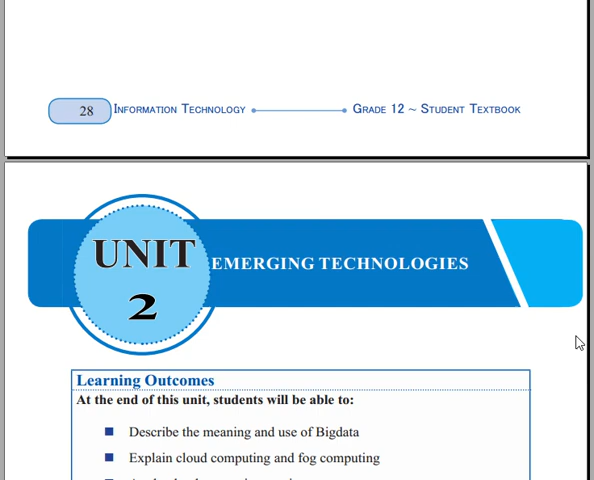 28 Information Technology Grade 12 ~ Student Textbook
UNIT
2
EMERGING TECHNOLOGIES
Learning Outcomes
At the end of this unit, students will be able to:
Describe the meaning and use of Bigdata
Explain cloud computing and fog computing